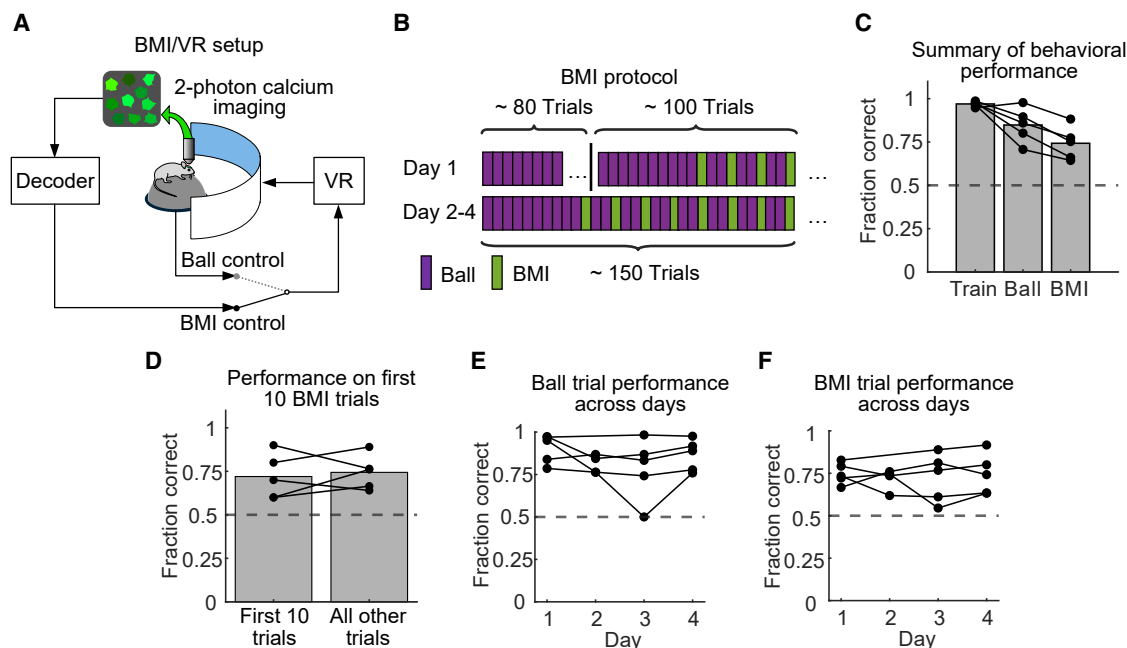 A
BMI/VR setup
2-photon calcium
imaging
Decoder
VR
Ball control
BMI control
B
BMI protocol
~ 80 Trials
~ 100 Trials
Day 1
...
...
Day 2-4
...
Ball
BMI
~ 150 Trials
C
Summary of behavioral
performance
Fraction correct
1
0.75
0.5
0.25
0
Train Ball BMI
D
Performance on first
10 BMI trials
Fraction correct
1
0.75
0.5
0.25
0
First 10
trials
All other
trials
E
Ball trial performance
across days
Fraction correct
1
0.75
0.5
0.25
0
1 2 3 4
Day
F
BMI trial performance
across days
Fraction correct
1
0.75
0.5
0.25
0
1 2 3 4
Day